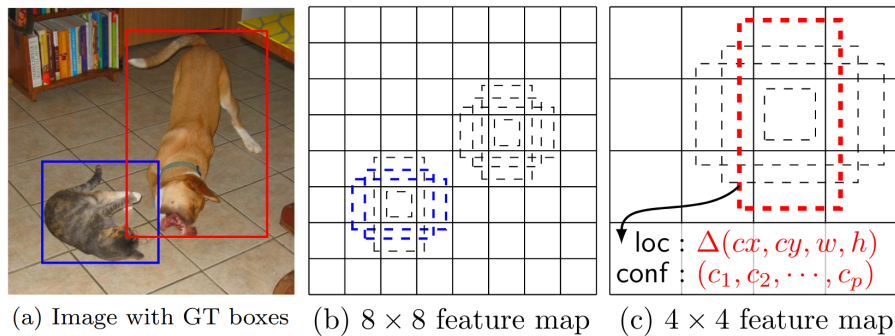 loc : Δ(cx, cy, w, h)
conf : (c₁, c₂, ⋯, cₚ)
(a) Image with GT boxes
(b) 8 × 8 feature map
(c) 4 × 4 feature map